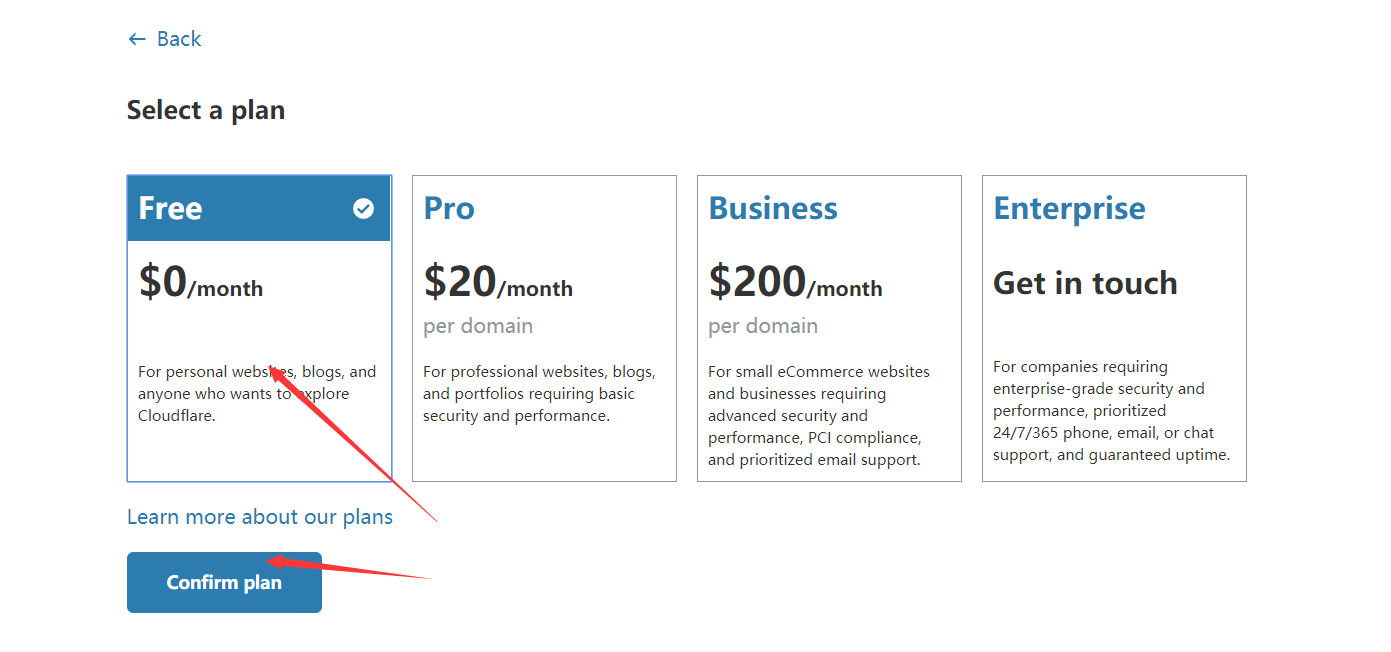 ← Back
Select a plan
Free
$0/month
For personal websites, blogs, and
anyone who wants to explore
Cloudflare.
Pro
$20/month
per domain
For professional websites, blogs,
and portfolios requiring basic
security and performance.
Business
$200/month
per domain
For small eCommerce websites
and businesses requiring
advanced security and
performance, PCI compliance,
and prioritized email support.
Enterprise
Get in touch
For companies requiring
enterprise-grade security and
performance, prioritized
24/7/365 phone, email, or chat
support, and guaranteed uptime.
Learn more about our plans
Confirm plan